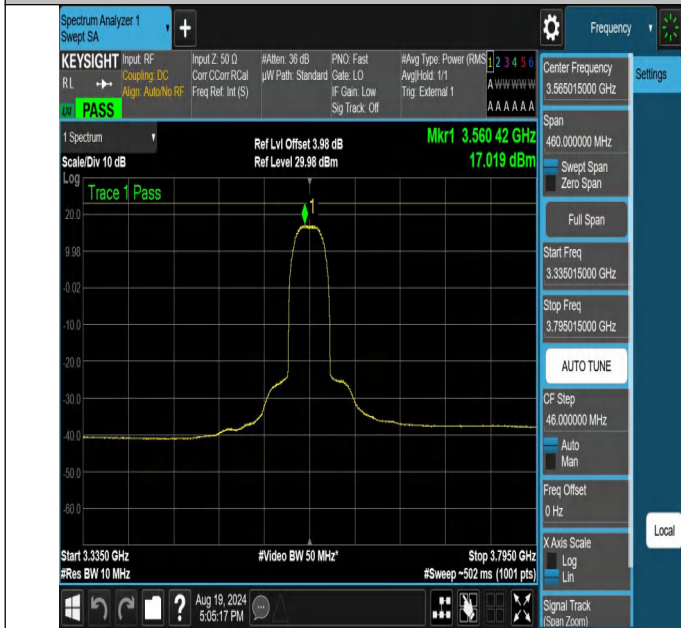 Spectrum Analyzer 1
Swept SA
+
Frequency
KEYSIGHT
Input: RF
Coupling: DC
Align: Auto/No RF
Input Z: 50 Ω
Corr CCorr RCal
Freq Ref: Int (S)
#Atten: 36 dB
µW Path: Standard
PNO: Fast
Gate: LO
IF Gain: Low
Sig Track: Off
#Avg Type: Power (RMS
Avg|Hold: 1/1
Trig: External 1
1 2 3 4 5 6
A W W W W W
A A A A A A
RL
LXI
PASS
1 Spectrum
Scale/Div 10 dB
Log
Ref Lvl Offset 3.98 dB
Ref Level 29.98 dBm
Mkr1 3.560 42 GHz
17.019 dBm
Trace 1 Pass
1
20.0
9.98
-0.02
-10.0
-20.0
-30.0
-40.0
-50.0
-60.0
Start 3.3350 GHz
#Res BW 10 MHz
#Video BW 50 MHz*
Stop 3.7950 GHz
#Sweep ~502 ms (1001 pts)
?
Aug 19, 2024
5:05:17 PM
Center Frequency
3.565015000 GHz
Settings
Span
460.000000 MHz
Swept Span
Zero Span
Full Span
Start Freq
3.335015000 GHz
Stop Freq
3.795015000 GHz
AUTO TUNE
CF Step
46.000000 MHz
Auto
Man
Freq Offset
0 Hz
X Axis Scale
Log
Lin
Local
Signal Track
(Span Zoom)